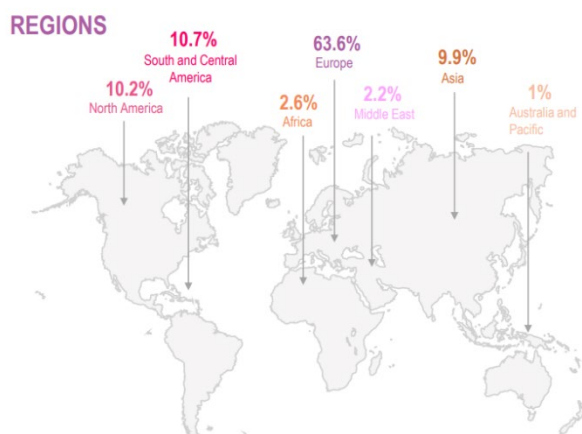 REGIONS
10.7%
South and Central
America
63.6%
Europe
9.9%
Asia
10.2%
North America
2.6%
Africa
2.2%
Middle East
1%
Australia and
Pacific